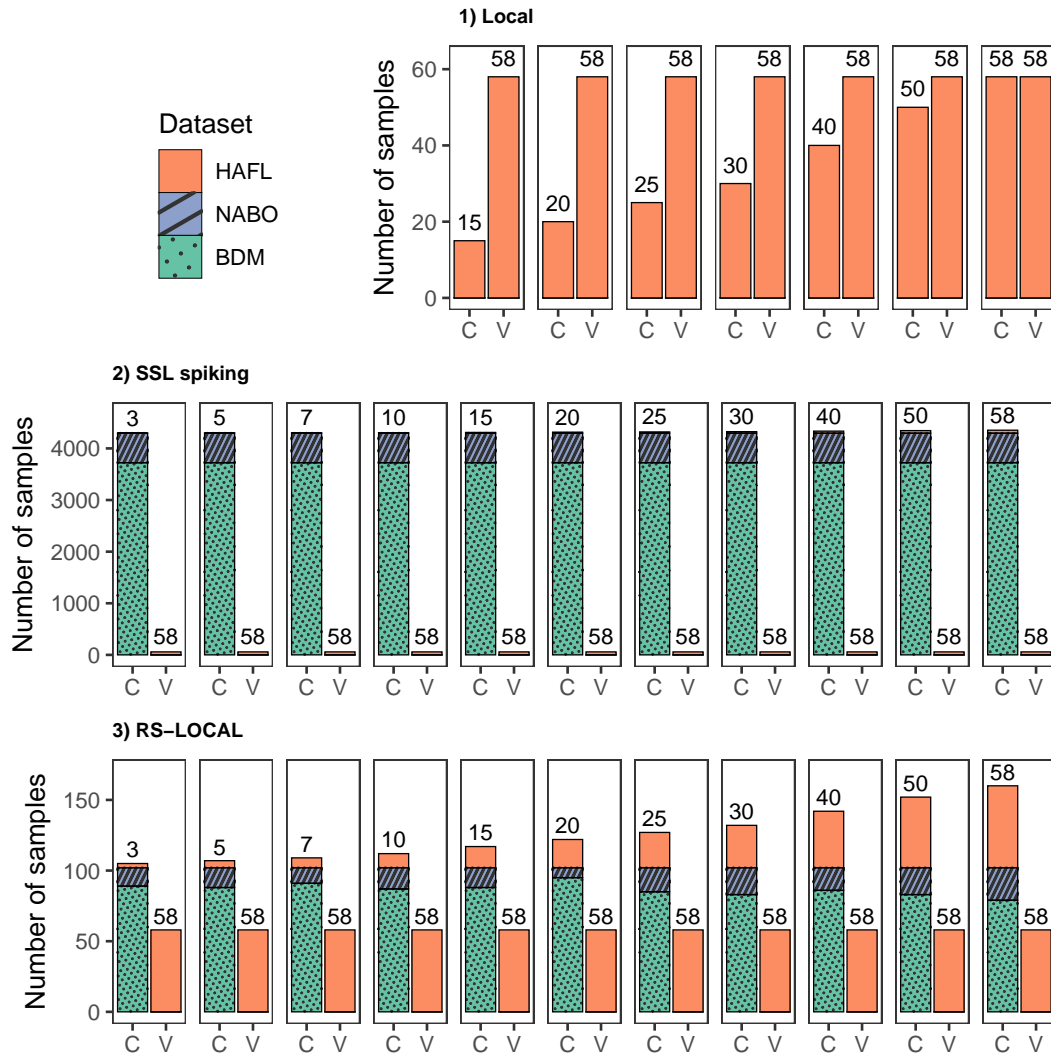 1) Local
Dataset
HAFL
NABO
BDM
Number of samples
60
40
20
0
15 58 20 58 25 58 30 58 40 58 50 58 58 58
C V C V C V C V C V C V C V
2) SSL spiking
Number of samples
4000
3000
2000
1000
0
3 5 7 10 15 20 25 30 40 50 58
58 58 58 58 58 58 58 58 58 58 58
C V C V C V C V C V C V C V C V C V C V C V
3) RS–LOCAL
Number of samples
150
100
50
0
3 5 7 10 15 20 25 30 40 50 58
58 58 58 58 58 58 58 58 58 58 58
C V C V C V C V C V C V C V C V C V C V C V